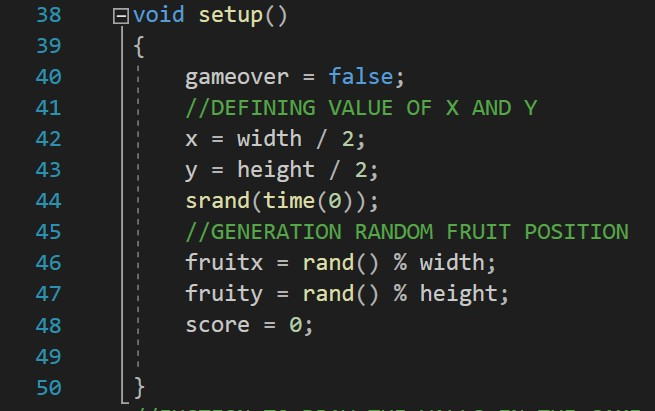 38 void setup()
39 {
40 gameover = false;
41 //DEFINING VALUE OF X AND Y
42 x = width / 2;
43 y = height / 2;
44 srand(time(0));
45 //GENERATION RANDOM FRUIT POSITION
46 fruitx = rand() % width;
47 fruity = rand() % height;
48 score = 0;
49
50 }